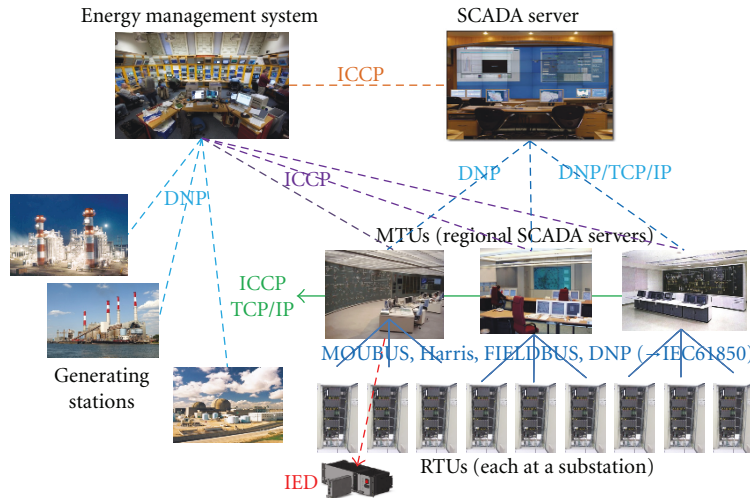 Energy management system
SCADA server
ICCP
DNP
DNP/TCP/IP
ICCP
DNP
MTUs (regional SCADA servers)
ICCP
TCP/IP
MOUBUS, Harris, FIELDBUS, DNP (→IEC61850)
Generating
stations
RTUs (each at a substation)
IED